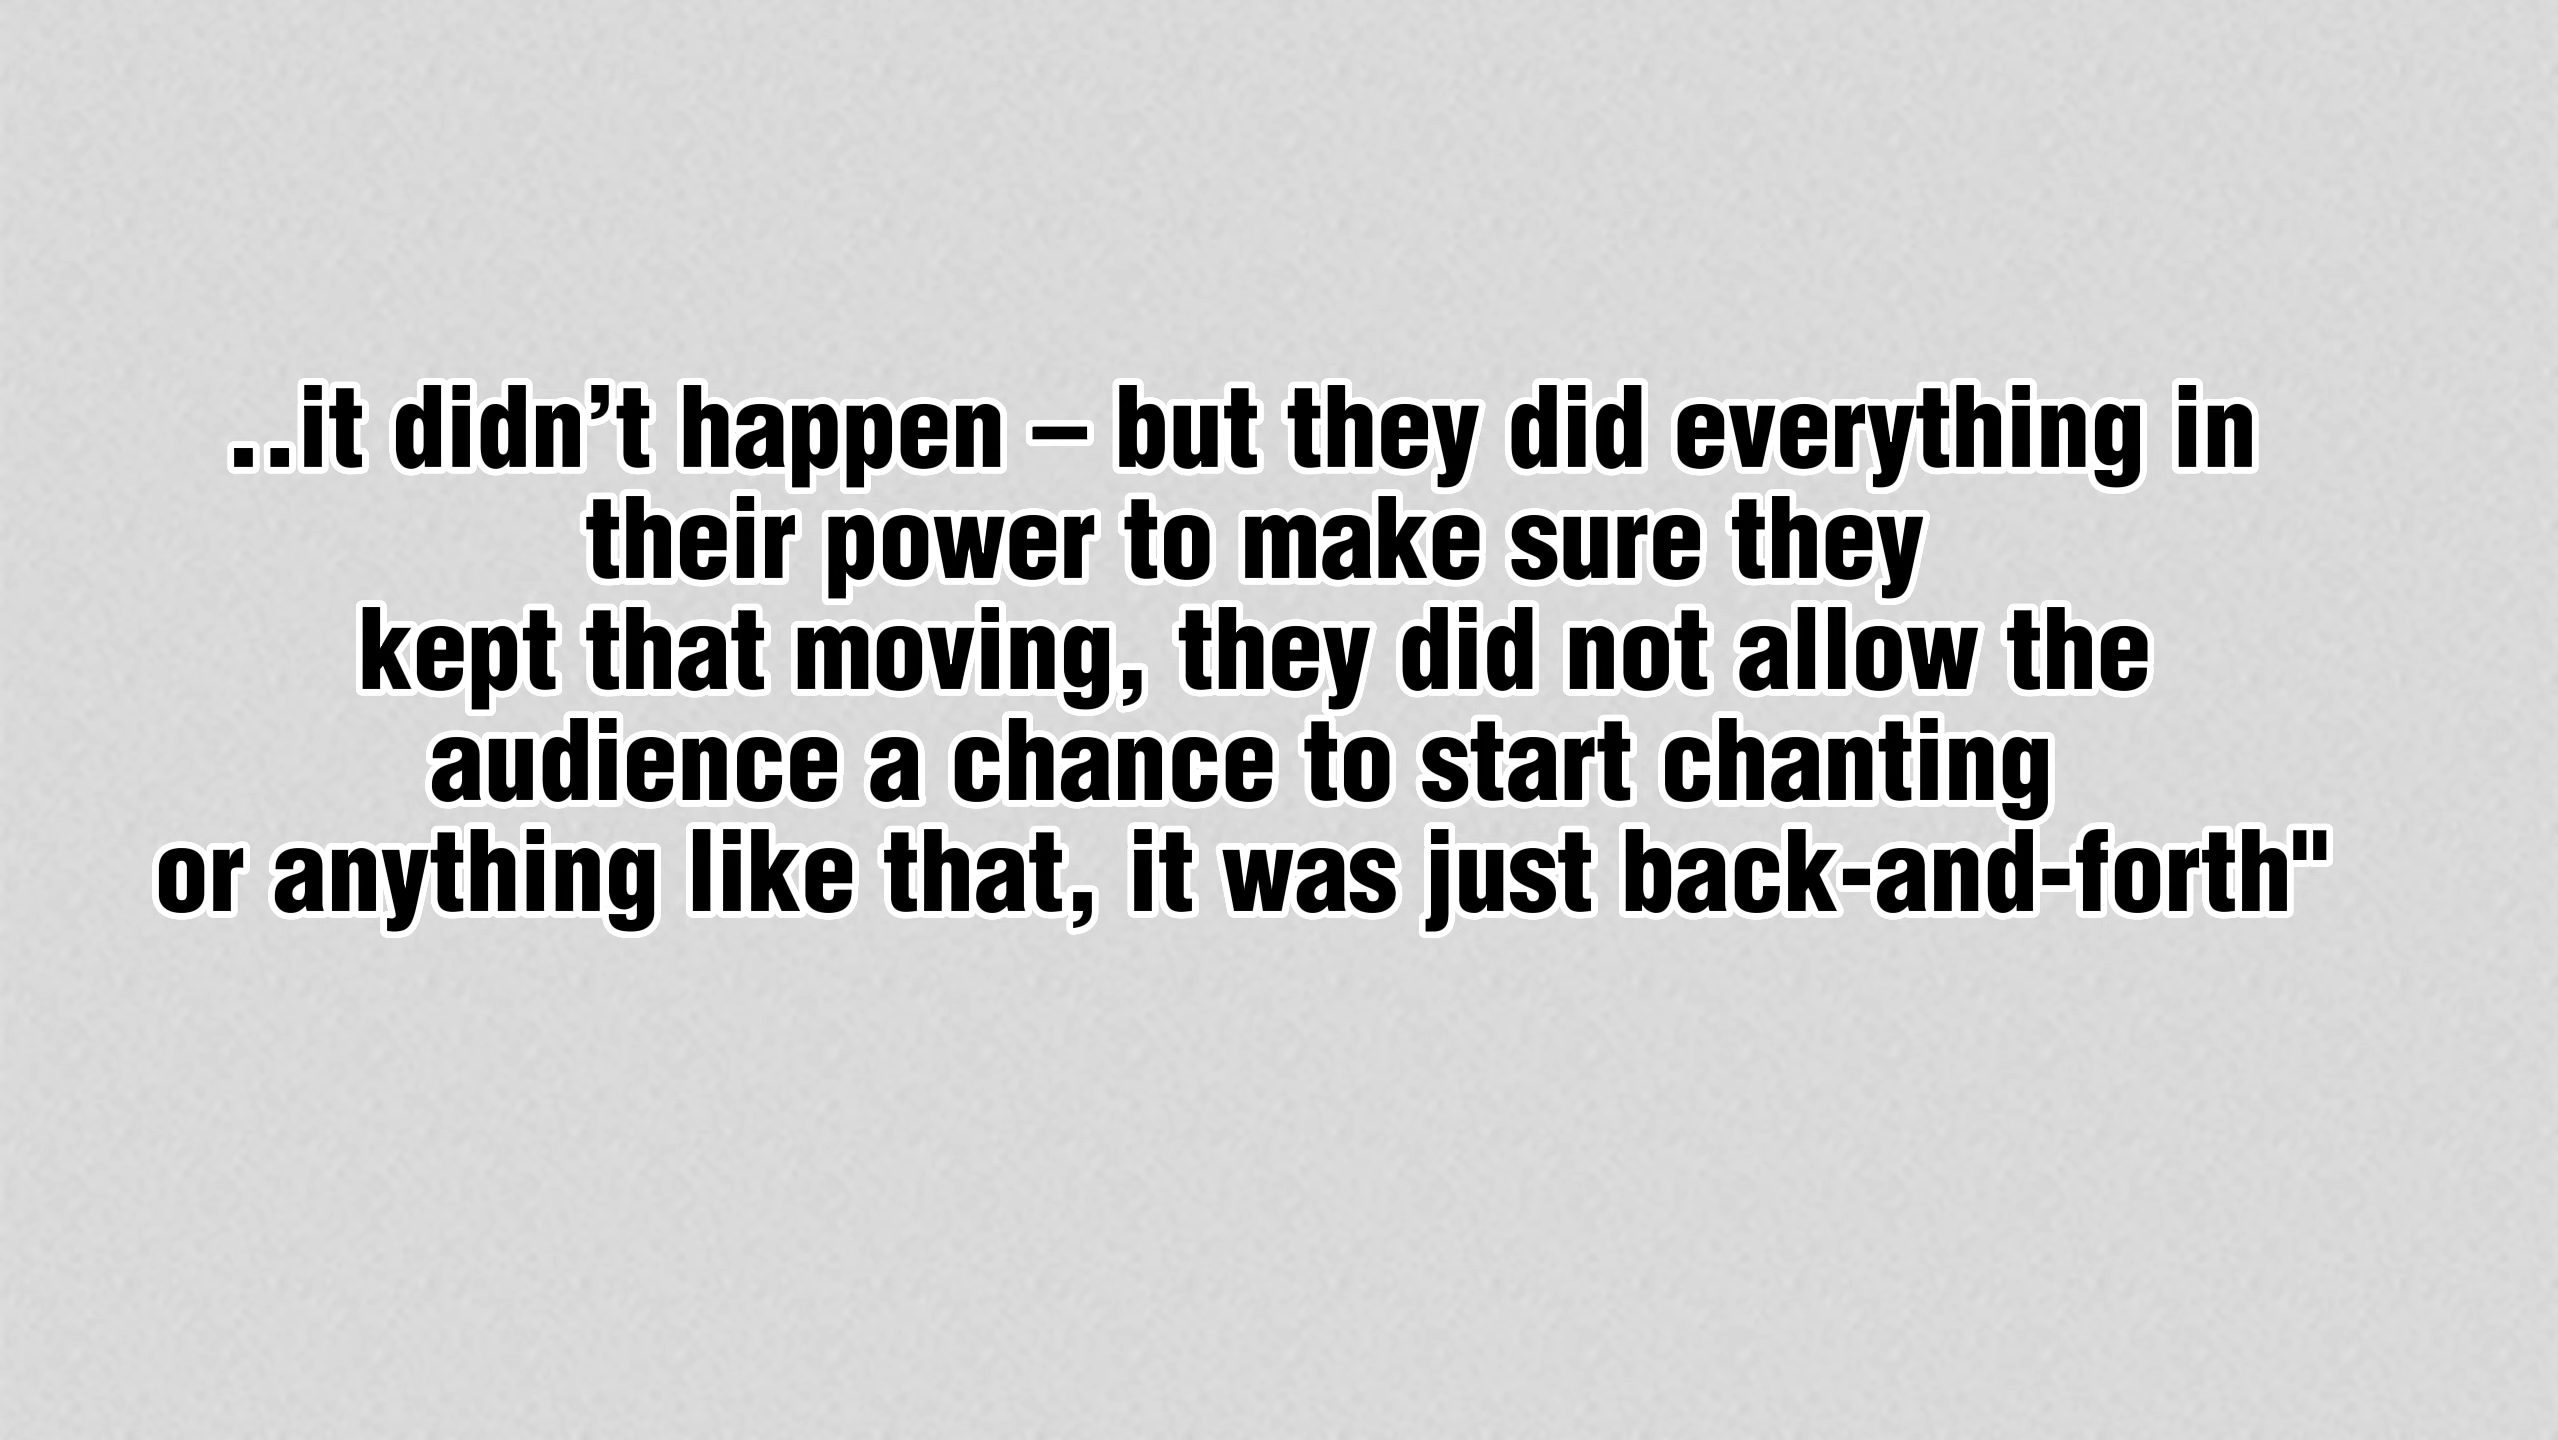 ..it didn’t happen – but they did everything in
their power to make sure they
kept that moving, they did not allow the
audience a chance to start chanting
or anything like that, it was just back-and-forth"